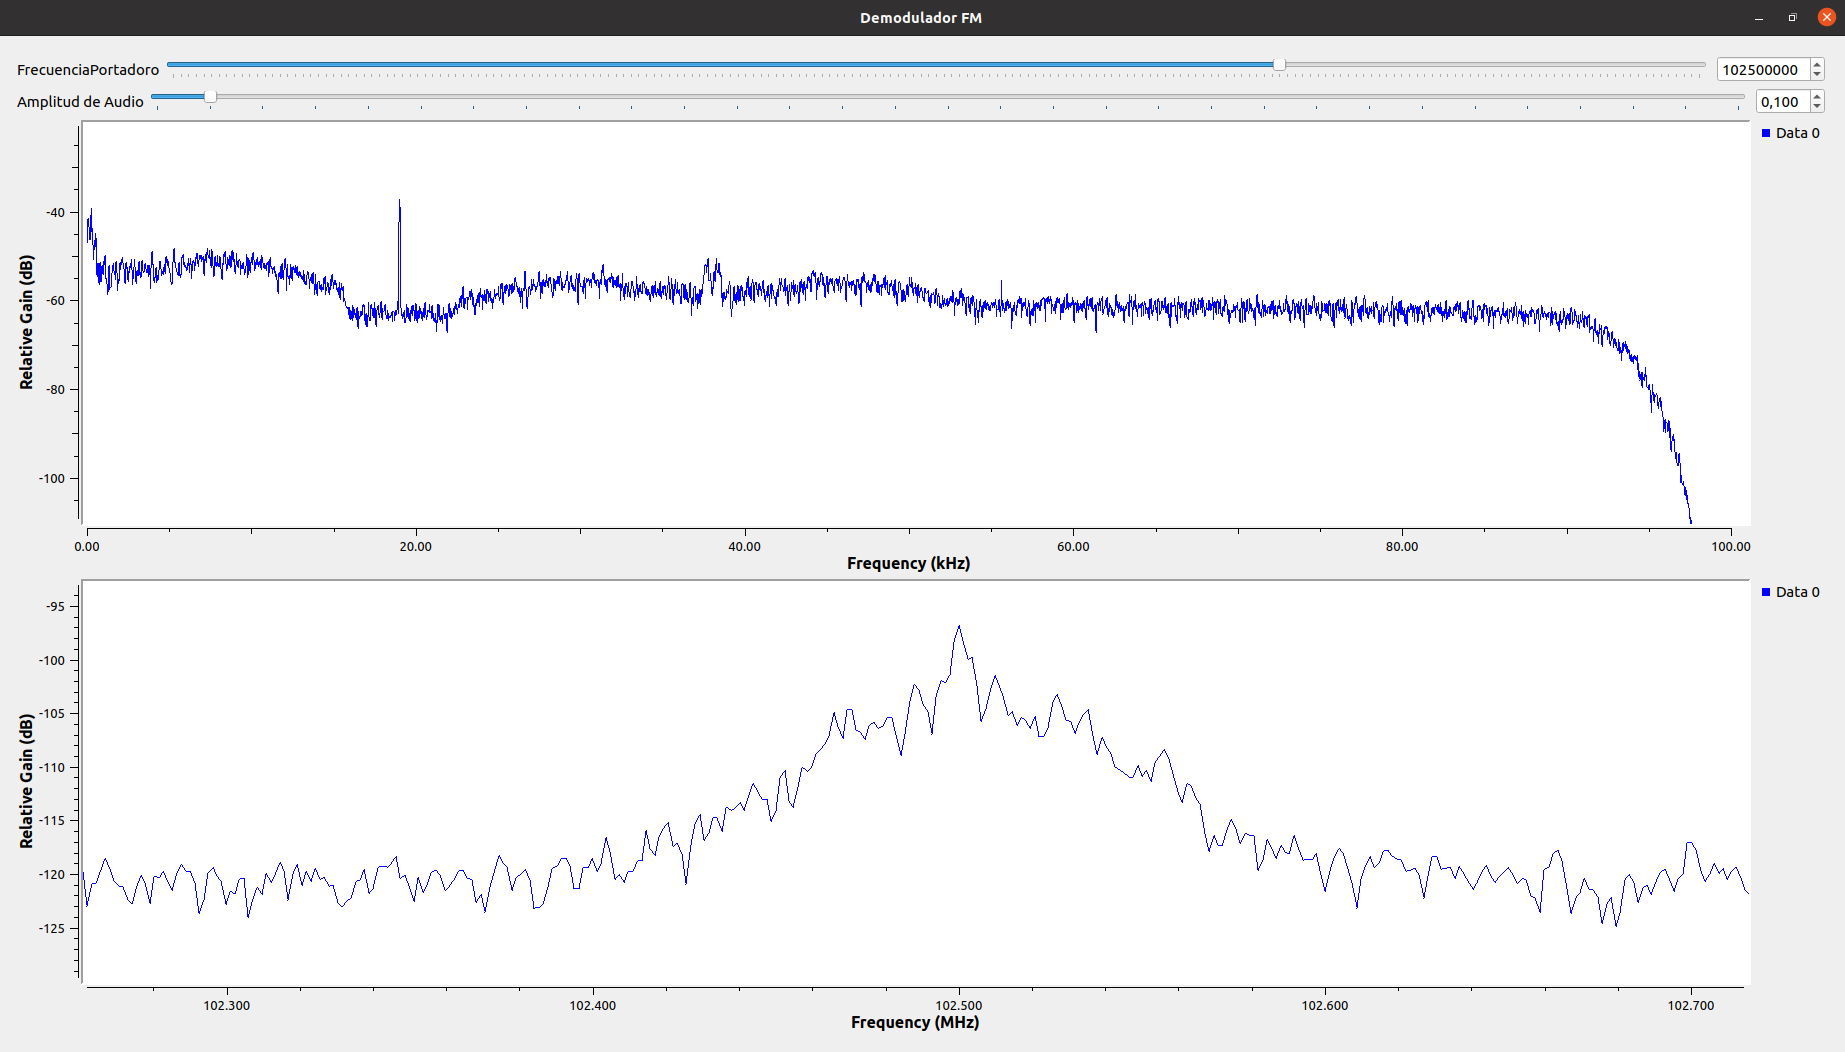 Demodulador FM
FrecuenciaPortadoro 102500000
Amplitud de Audio 0,100
Data 0
Relative Gain (dB)
-40
-60
-80
-100
0.00 20.00 40.00 60.00 80.00 100.00
Frequency (kHz)
Data 0
Relative Gain (dB)
-95
-100
-105
-110
-115
-120
-125
102.300 102.400 102.500 102.600 102.700
Frequency (MHz)